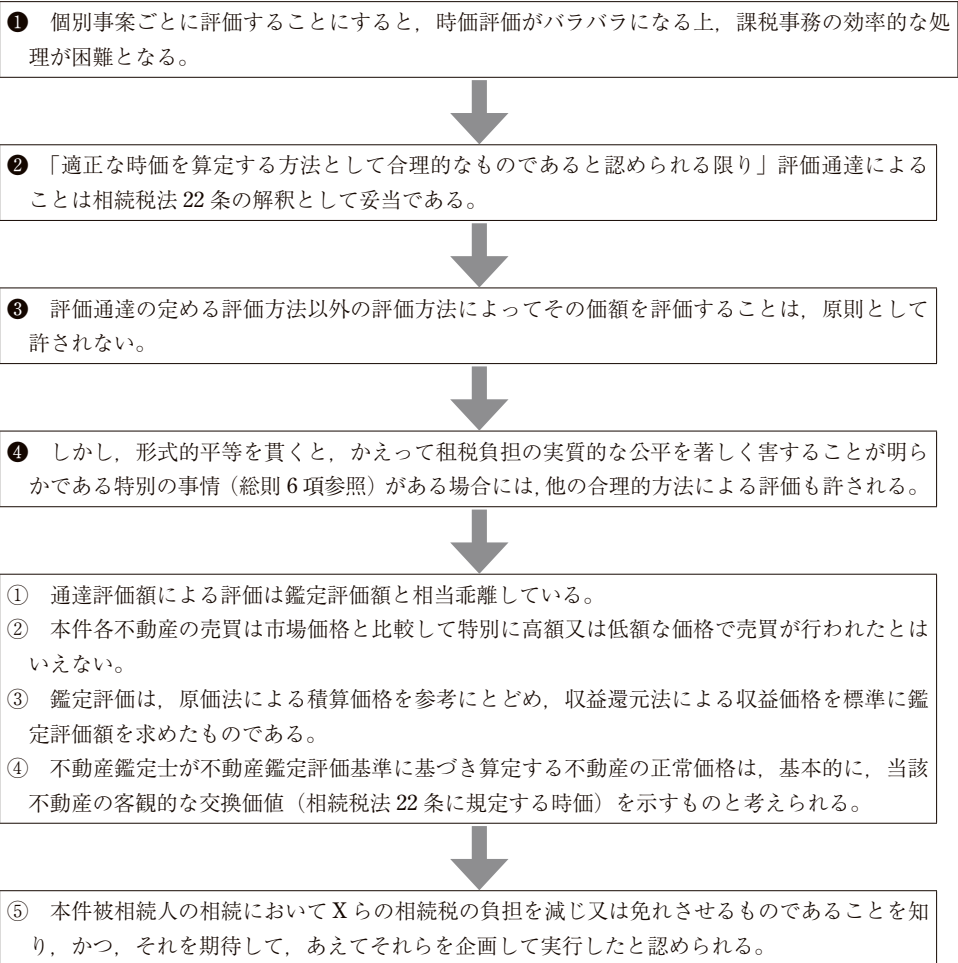 ❶　個別事案ごとに評価することにすると，時価評価がバラバラになる上，課税事務の効率的な処
理が困難となる。
❷　「適正な時価を算定する方法として合理的なものであると認められる限り」評価通達による
ことは相続税法 22 条の解釈として妥当である。
❸　評価通達の定める評価方法以外の評価方法によってその価額を評価することは，原則として
許されない。
❹　しかし，形式的平等を貫くと，かえって租税負担の実質的な公平を著しく害することが明ら
かである特別の事情（総則 6 項参照）がある場合には，他の合理的方法による評価も許される。
①　通達評価額による評価は鑑定評価額と相当乖離している。
②　本件各不動産の売買は市場価格と比較して特別に高額又は低額な価格で売買が行われたとは
いえない。
③　鑑定評価は，原価法による積算価格を参考にとどめ，収益還元法による収益価格を標準に鑑
定評価額を求めたものである。
④　不動産鑑定士が不動産鑑定評価基準に基づき算定する不動産の正常価格は，基本的に，当該
不動産の客観的な交換価値（相続税法 22 条に規定する時価）を示すものと考えられる。
⑤　本件被相続人の相続において X らの相続税の負担を減じ又は免れさせるものであることを知
り，かつ，それを期待して，あえてそれらを企画して実行したと認められる。